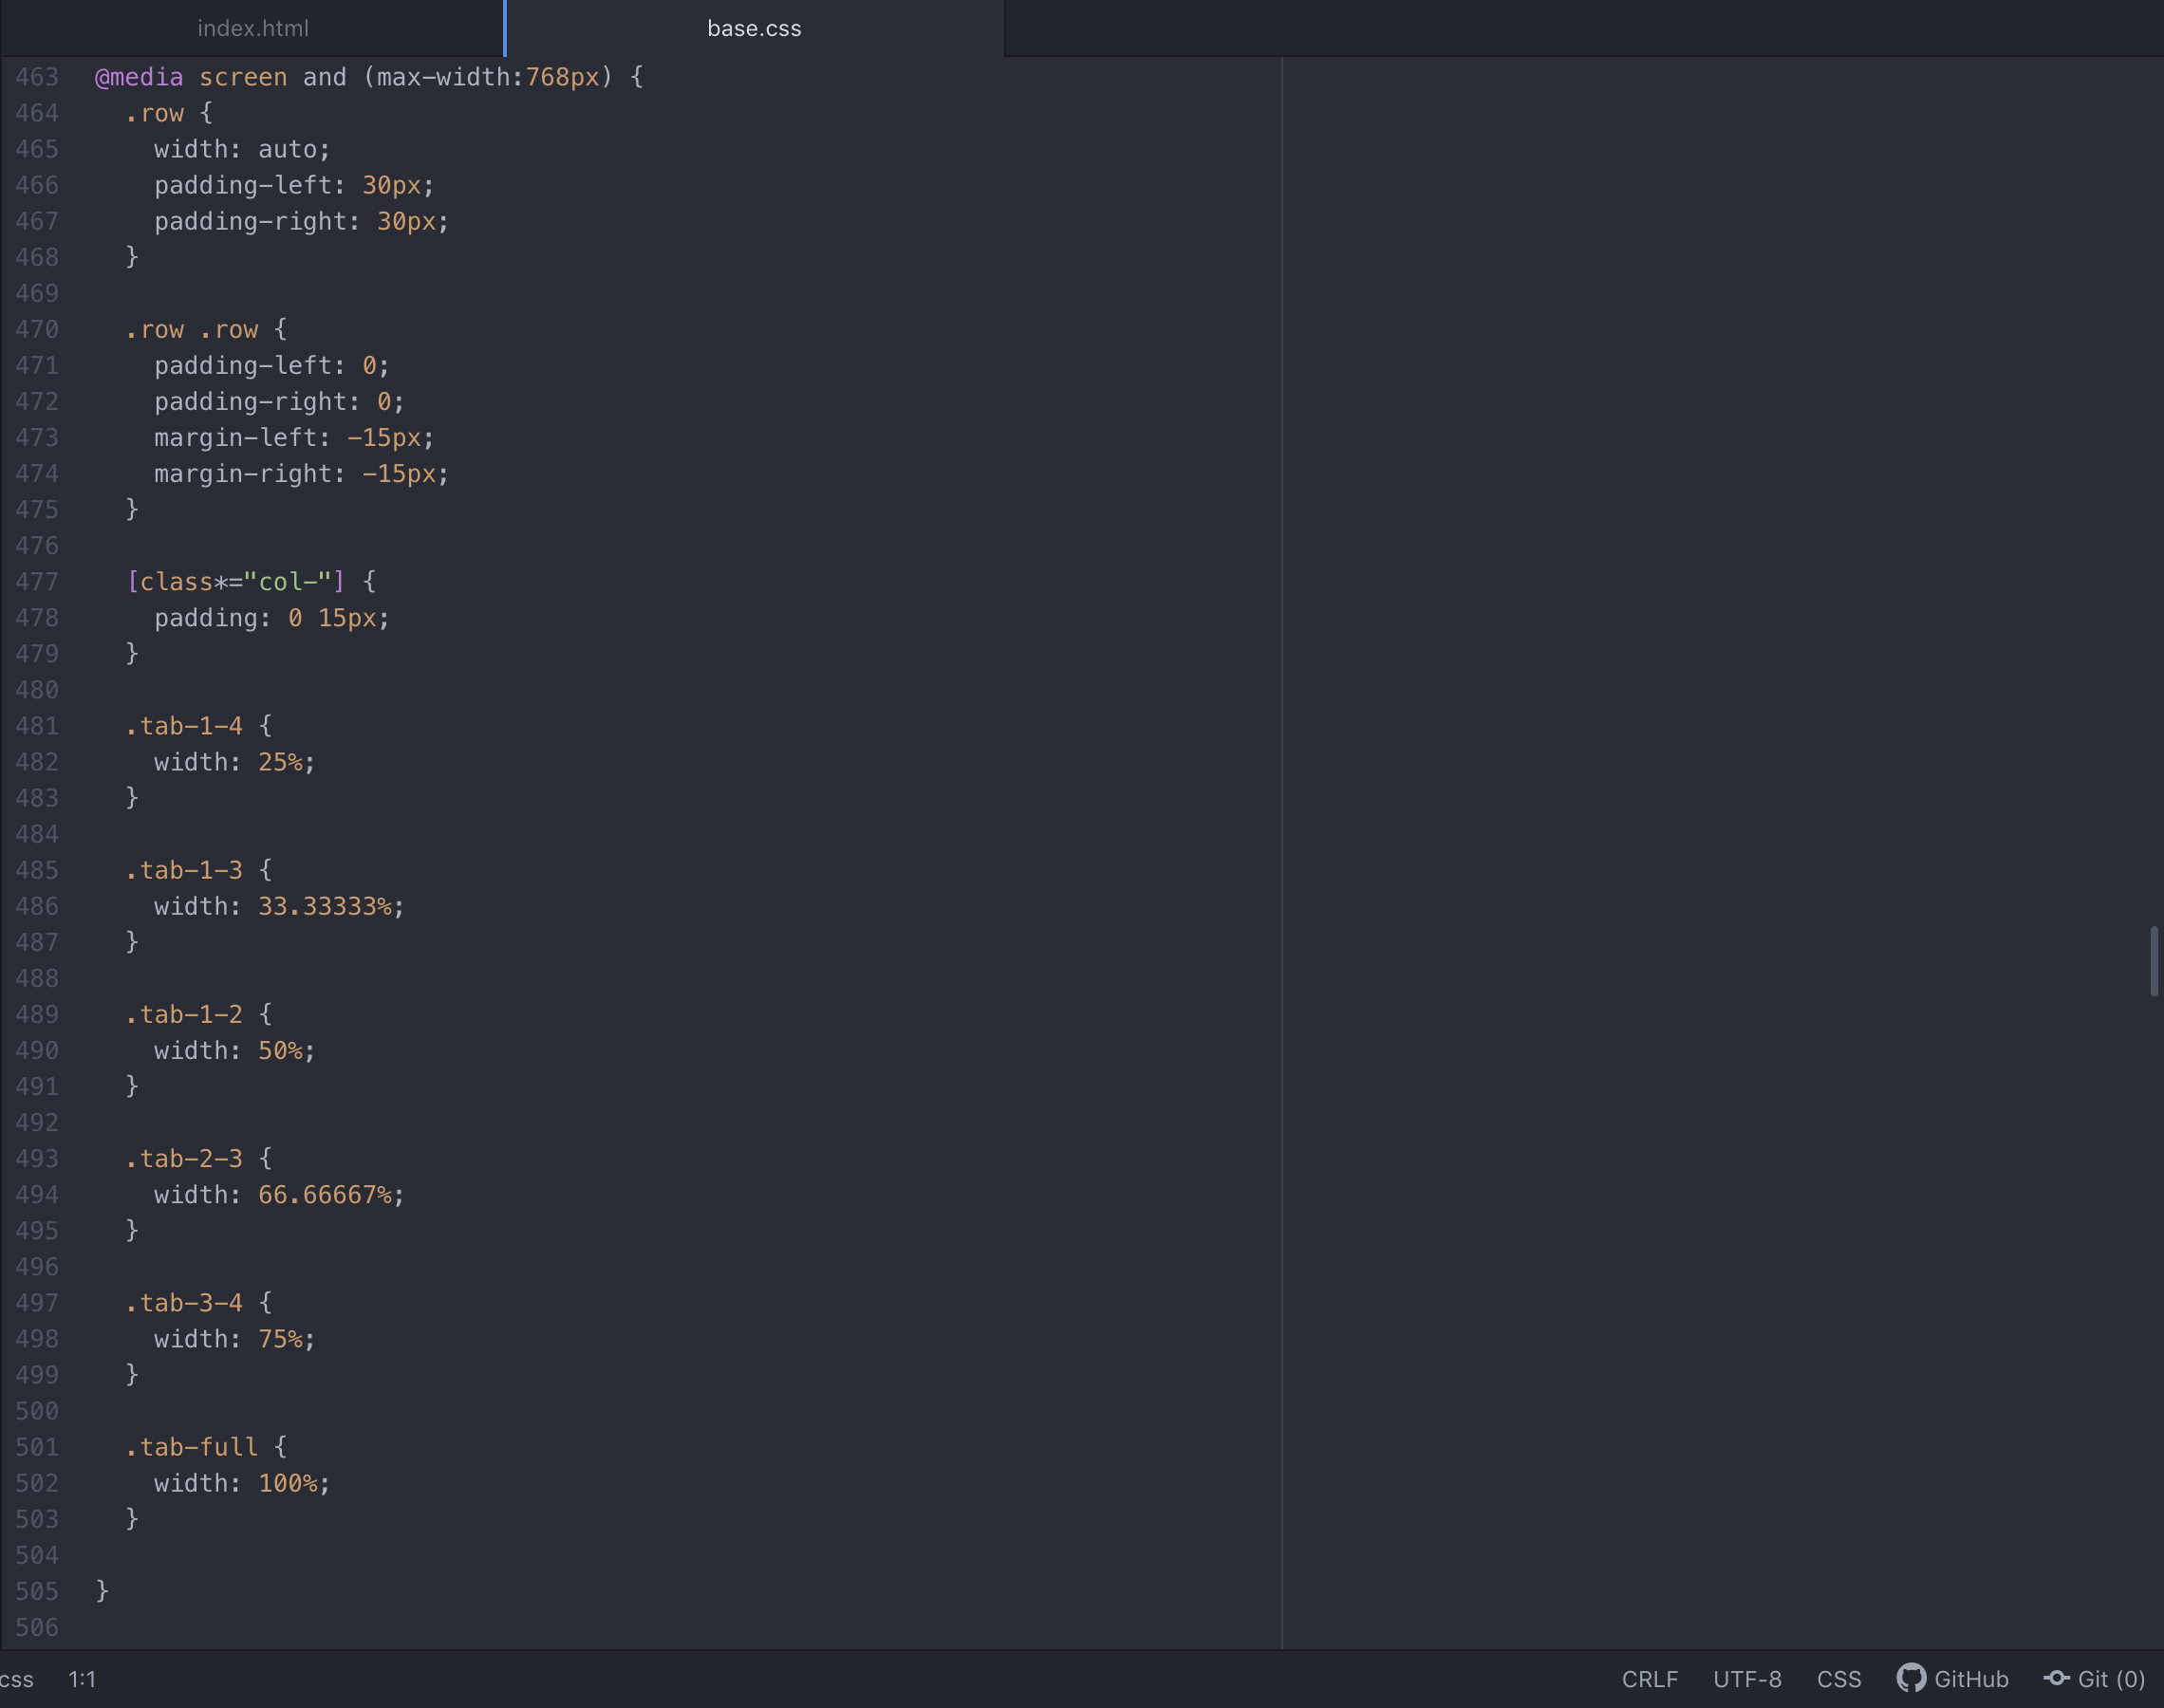 index.html
base.css
463 @media screen and (max-width:768px) {
464   .row {
465     width: auto;
466     padding-left: 30px;
467     padding-right: 30px;
468   }
469
470   .row .row {
471     padding-left: 0;
472     padding-right: 0;
473     margin-left: -15px;
474     margin-right: -15px;
475   }
476
477   [class*="col-"] {
478     padding: 0 15px;
479   }
480
481   .tab-1-4 {
482     width: 25%;
483   }
484
485   .tab-1-3 {
486     width: 33.33333%;
487   }
488
489   .tab-1-2 {
490     width: 50%;
491   }
492
493   .tab-2-3 {
494     width: 66.66667%;
495   }
496
497   .tab-3-4 {
498     width: 75%;
499   }
500
501   .tab-full {
502     width: 100%;
503   }
504
505 }
506
css 1:1 CRLF UTF-8 CSS GitHub Git (0)